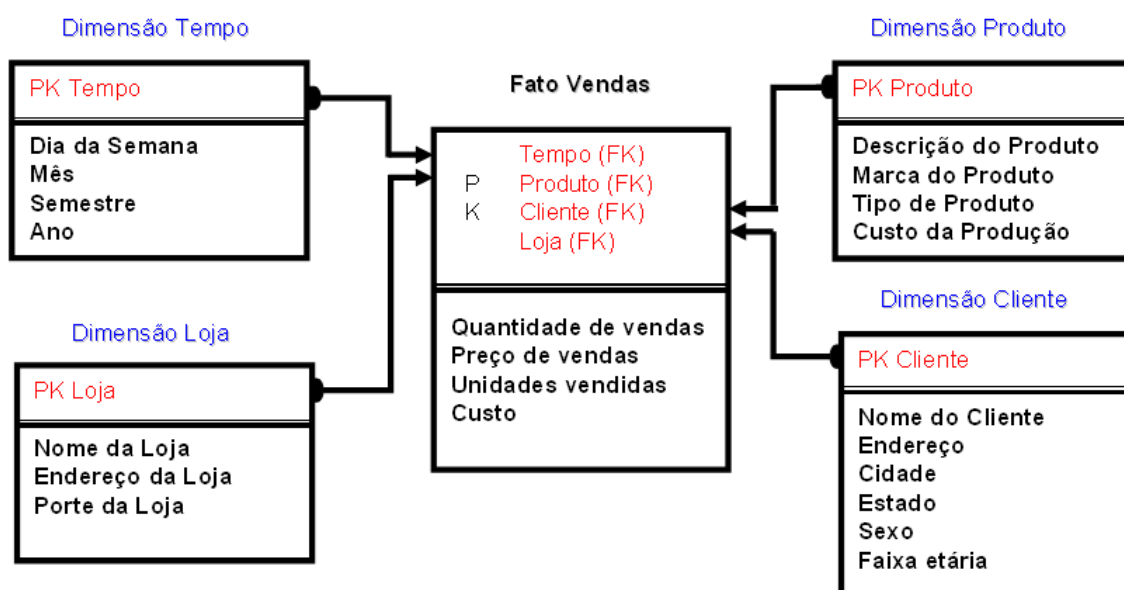 Dimensão Tempo
PK Tempo
Dia da Semana
Mês
Semestre
Ano
Dimensão Loja
PK Loja
Nome da Loja
Endereço da Loja
Porte da Loja
Fato Vendas
Tempo (FK)
P Produto (FK)
K Cliente (FK)
Loja (FK)
Quantidade de vendas
Preço de vendas
Unidades vendidas
Custo
Dimensão Produto
PK Produto
Descrição do Produto
Marca do Produto
Tipo de Produto
Custo da Produção
Dimensão Cliente
PK Cliente
Nome do Cliente
Endereço
Cidade
Estado
Sexo
Faixa etária